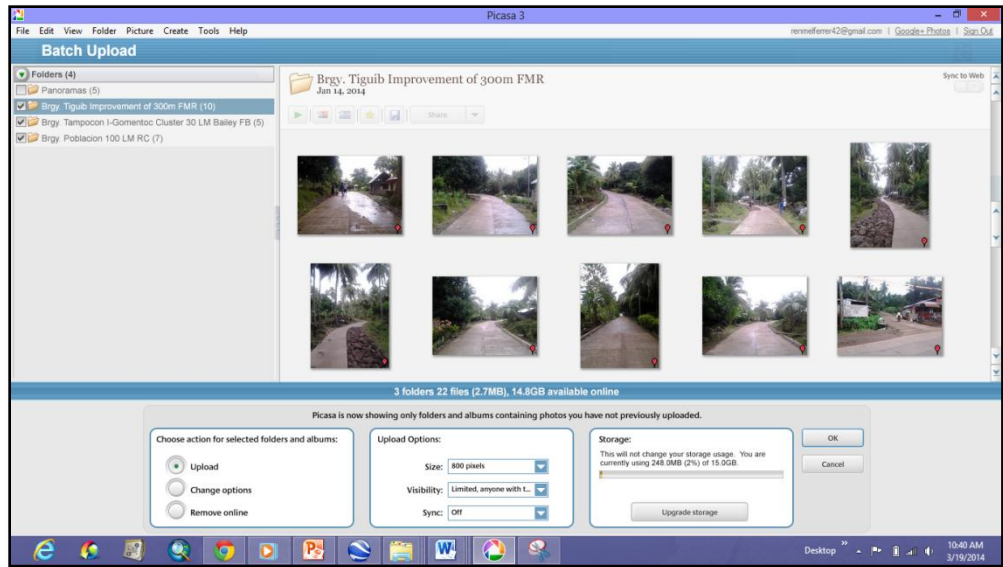 Picasa 3
File Edit View Folder Picture Create Tools Help
renmelferrer42@gmail.com | Google+ Photos | Sign Out
Batch Upload
Folders (4)
Panoramas (5)
Brgy. Tiguib Improvement of 300m FMR (10)
Brgy. Tampocon I-Gomentoc Cluster 30 LM Bailey FB (5)
Brgy. Poblacion 100 LM RC (7)
Brgy. Tiguib Improvement of 300m FMR
Jan 14, 2014
Sync to Web
Share
3 folders 22 files (2.7MB), 14.8GB available online
Picasa is now showing only folders and albums containing photos you have not previously uploaded.
Choose action for selected folders and albums:
Upload
Change options
Remove online
Upload Options:
Size: 800 pixels
Visibility: Limited, anyone with t...
Sync: Off
Storage:
This will not change your storage usage. You are
currently using 248.0MB (2%) of 15.0GB.
Upgrade storage
OK
Cancel
Desktop
10:40 AM
3/19/2014